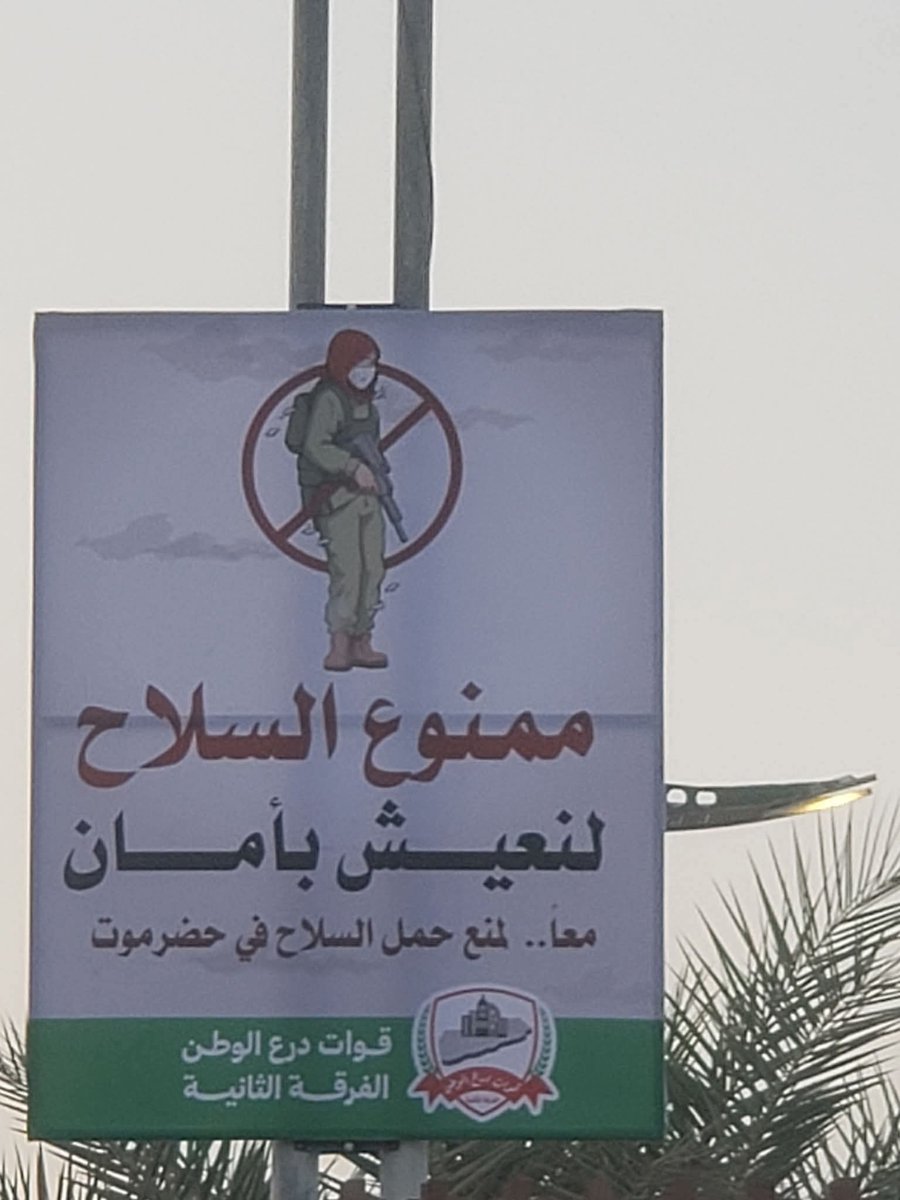 ممنوع السلاح
لنعيش بأمان
معاً.. لمنع حمل السلاح في حضرموت
قوات درع الوطن
الفرقة الثانية